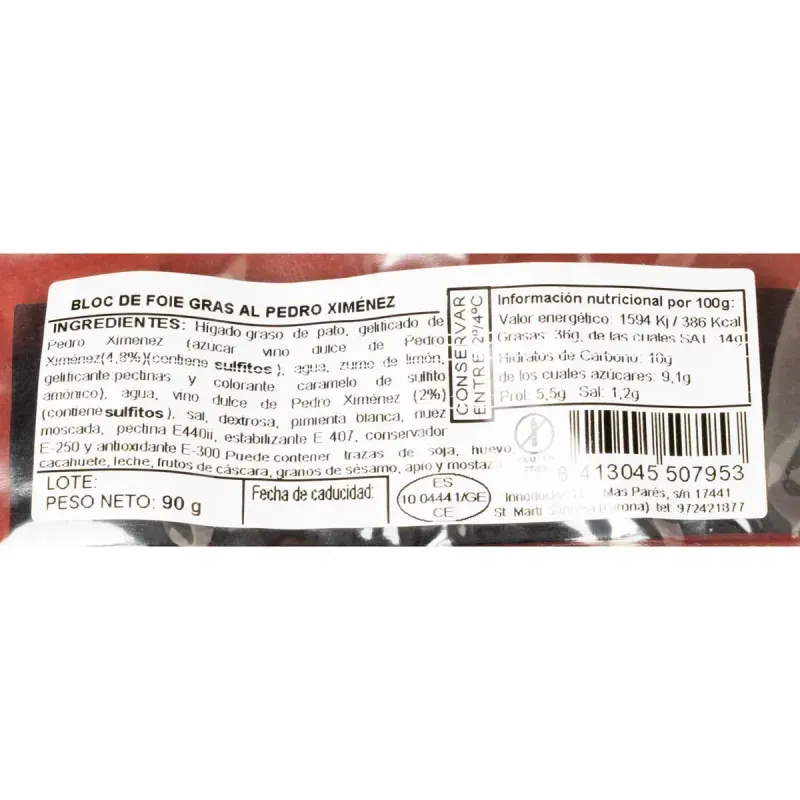 BLOC DE FOIE GRAS AL PEDRO XIMÉNEZ
INGREDIENTES: Hígado graso de pato, gelificado de
Pedro Ximenez (azúcar, vino dulce de Pedro
Ximénez(4,8%)(contiene sulfitos), agua, zumo de limón,
gelificante:pectinas y colorante: caramelo de sulfito
amónico), agua, vino dulce de Pedro Ximénez (2%)
(contiene sulfitos), sal, dextrosa, pimienta blanca, nuez
moscada, pectina E440ii, estabilizante E 407, conservador
E-250 y antioxidante E-300 Puede contener trazas de soja, huevo,
cacahuete, leche, frutos de cáscara, granos de sésamo, apio y mostaza
LOTE:
PESO NETO: 90 g
Fecha de caducidad:
ES
10 04441/GE
CE
CONSERVAR
ENTRE 2º/4ºC
Información nutricional por 100g:
Valor energético: 1594 Kj / 386 Kcal
Grasas: 36g, de las cuales SAT 14g
Hidratos de Carbono: 10g
de los cuales azúcares: 9,1g
Prot. 5,5g Sal: 1,2g
8 413045 507953
Mas Parés, s/n 17441
St. Martí (Girona) tel. 972421877